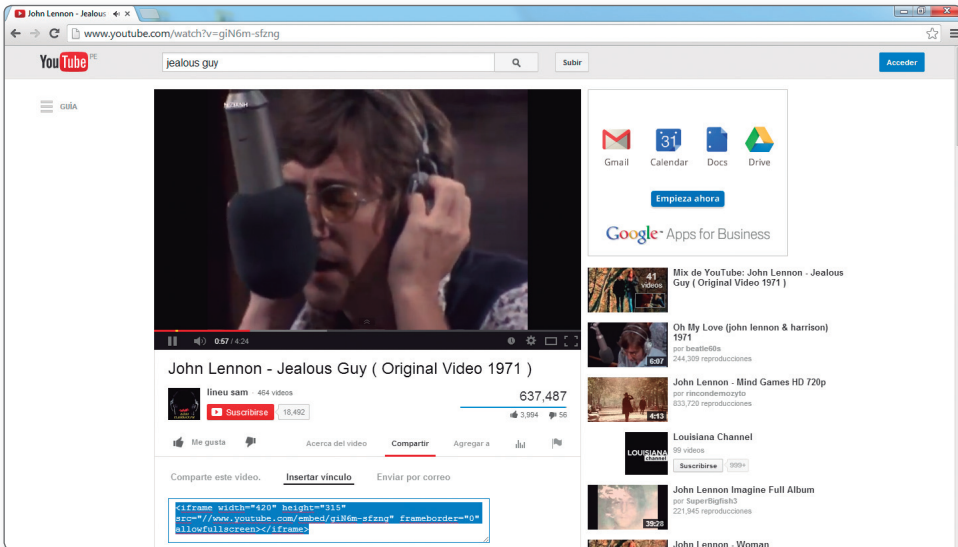 John Lennon - Jealous
www.youtube.com/watch?v=giN6m-sfzng
YouTube PE
jealous guy
Subir
Acceder
GUÍA
41
videos
Gmail
Calendar
Docs
Drive
31
Empieza ahora
Google Apps for Business
0:57 / 4:24
John Lennon - Jealous Guy ( Original Video 1971 )
lineu sam · 464 videos
Suscribirse 18,492
637,487
3,994 56
Me gusta
Acerca del video
Compartir
Agregar a
Comparte este video.
Insertar vínculo
Enviar por correo
<iframe width="420" height="315"
src="//www.youtube.com/embed/giN6m-sfzng" frameborder="0"
allowfullscreen></iframe>
Mix de YouTube: John Lennon - Jealous
Guy ( Original Video 1971 )
Oh My Love (john lennon & harrison)
1971
por beatle60s
244,309 reproducciones
6:07
John Lennon - Mind Games HD 720p
por rincondemozyto
833,720 reproducciones
4:13
LOUISIANA
channel
Louisiana Channel
99 videos
Suscribirse 999+
John Lennon Imagine Full Album
por SuperBigfish3
221,945 reproducciones
39:28
John Lennon - Woman